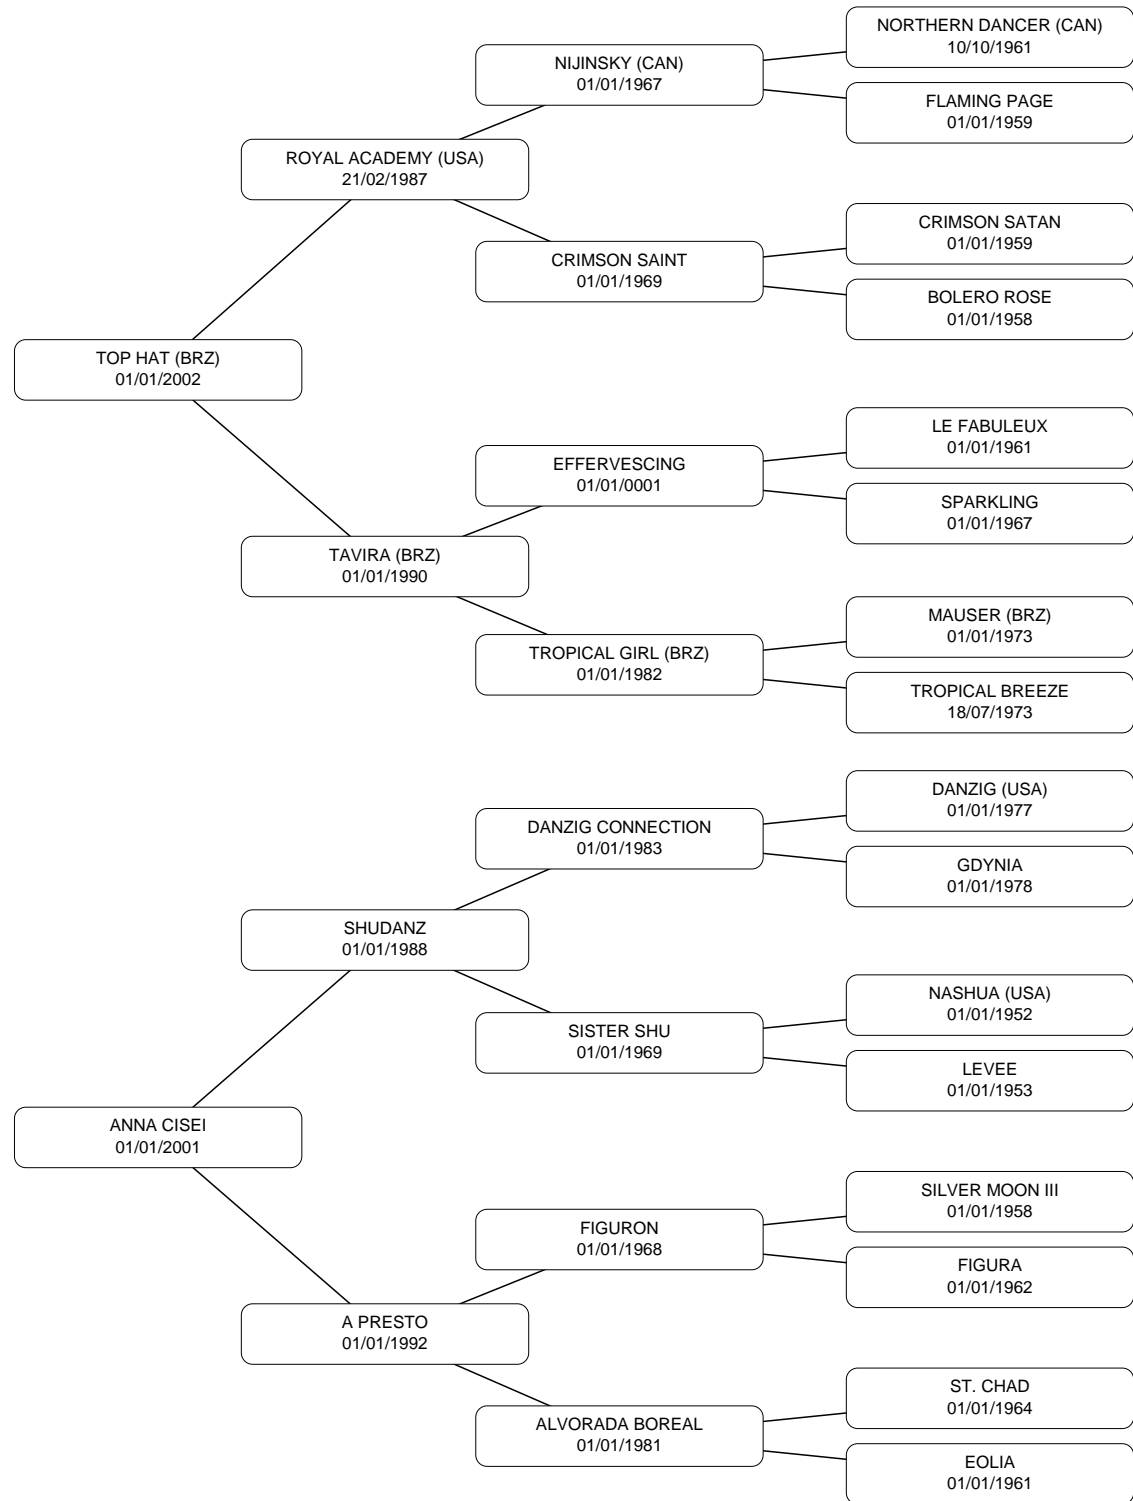 NORTHERN DANCER (CAN)
10/10/1961
NIJINSKY (CAN)
01/01/1967
FLAMING PAGE
01/01/1959
ROYAL ACADEMY (USA)
21/02/1987
CRIMSON SATAN
01/01/1959
CRIMSON SAINT
01/01/1969
BOLERO ROSE
01/01/1958
TOP HAT (BRZ)
01/01/2002
LE FABULEUX
01/01/1961
EFFERVESCING
01/01/0001
SPARKLING
01/01/1967
TAVIRA (BRZ)
01/01/1990
MAUSER (BRZ)
01/01/1973
TROPICAL GIRL (BRZ)
01/01/1982
TROPICAL BREEZE
18/07/1973
DANZIG (USA)
01/01/1977
DANZIG CONNECTION
01/01/1983
GDYNIA
01/01/1978
SHUDANZ
01/01/1988
NASHUA (USA)
01/01/1952
SISTER SHU
01/01/1969
LEVEE
01/01/1953
ANNA CISEI
01/01/2001
SILVER MOON III
01/01/1958
FIGURON
01/01/1968
FIGURA
01/01/1962
A PRESTO
01/01/1992
ST. CHAD
01/01/1964
ALVORADA BOREAL
01/01/1981
EOLIA
01/01/1961